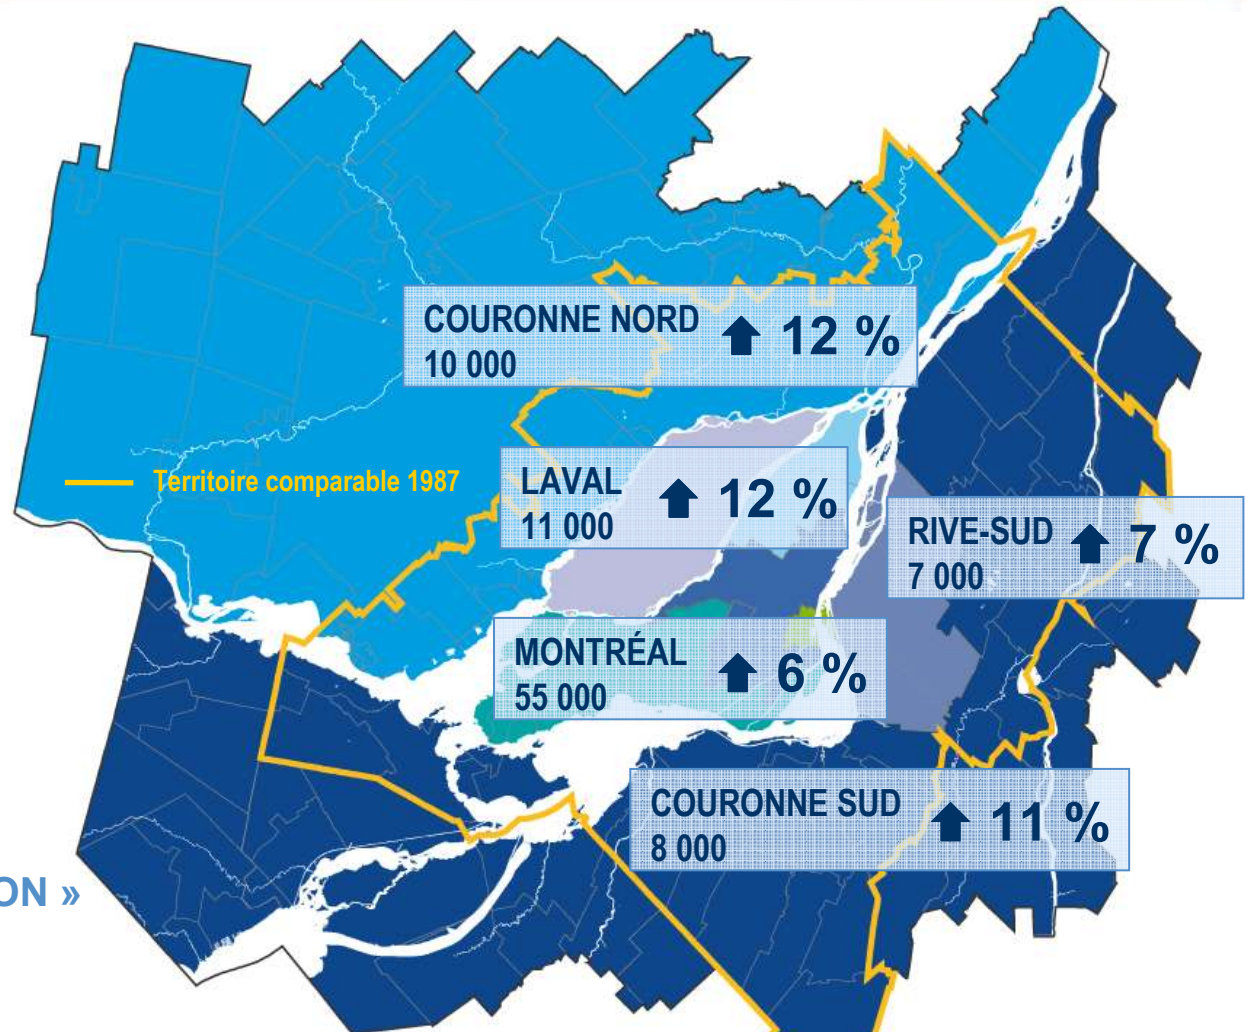 COURONNE NORD ↑ 12 %
10 000
Territoire comparable 1987
LAVAL ↑ 12 %
11 000
RIVE-SUD ↑ 7 %
7 000
MONTRÉAL ↑ 6 %
55 000
COURONNE SUD ↑ 11 %
8 000
ON »